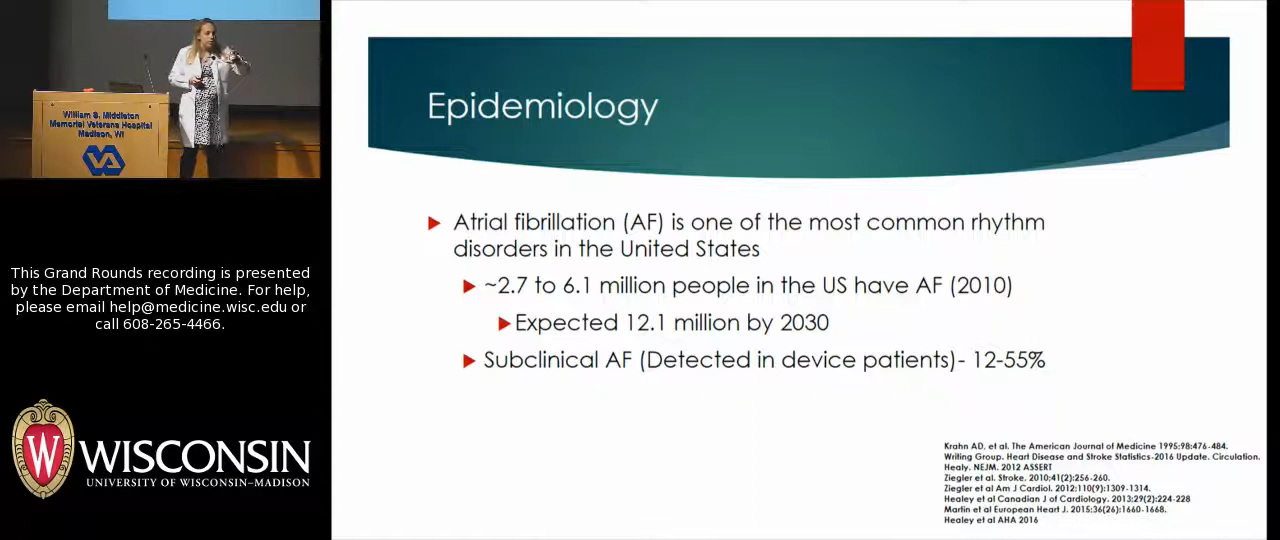 William S. Middleton
Memorial Veterans Hospital
Madison, WI
VA
This Grand Rounds recording is presented
by the Department of Medicine. For help,
please email help@medicine.wisc.edu or
call 608-265-4466.
W
WISCONSIN
UNIVERSITY OF WISCONSIN–MADISON
Epidemiology
Atrial fibrillation (AF) is one of the most common rhythm
disorders in the United States
~2.7 to 6.1 million people in the US have AF (2010)
Expected 12.1 million by 2030
Subclinical AF (Detected in device patients)- 12-55%
Krahn AD. et al. The American Journal of Medicine 1995;98:476-484.
Writing Group. Heart Disease and Stroke Statistics-2016 Update. Circulation.
Healy. NEJM. 2012 ASSERT
Ziegler et al. Stroke. 2010;41(2):256-260.
Ziegler et al Am J Cardiol. 2012;110(9):1309-1314.
Healey et al Canadian J of Cardiology. 2013;29(2):224-228
Martin et al European Heart J. 2015;36(26):1660-1668.
Healey et al AHA 2016